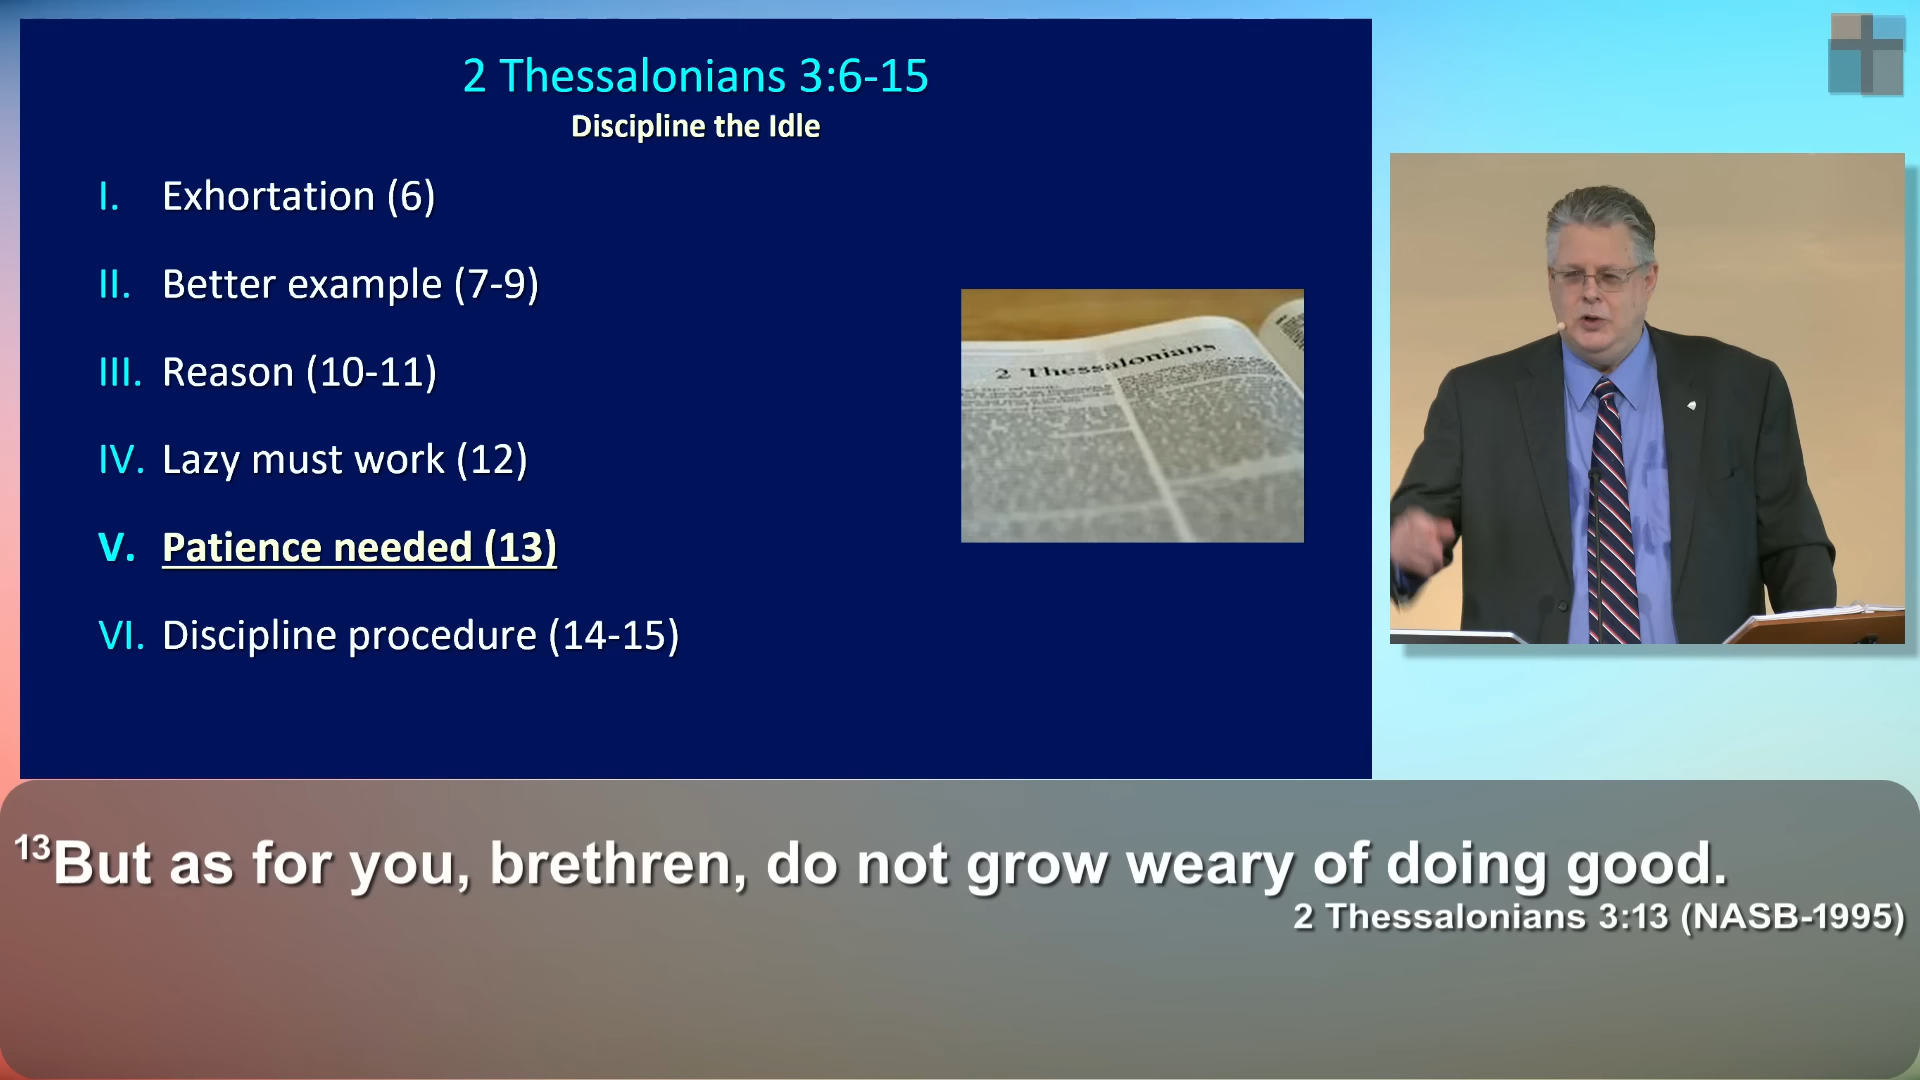 2 Thessalonians 3:6-15
Discipline the Idle
I. Exhortation (6)
II. Better example (7-9)
III. Reason (10-11)
IV. Lazy must work (12)
V. Patience needed (13)
VI. Discipline procedure (14-15)
2 Thessalonians
¹³But as for you, brethren, do not grow weary of doing good.
2 Thessalonians 3:13 (NASB-1995)